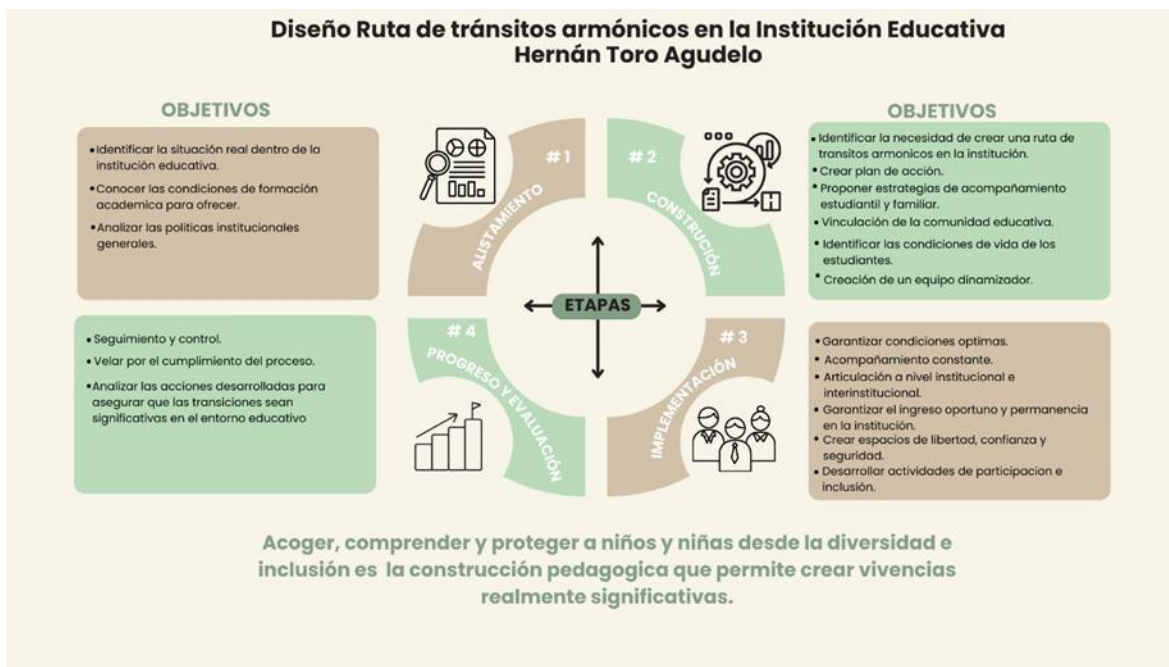 Diseño Ruta de tránsitos armónicos en la Institución Educativa
Hernán Toro Agudelo
OBJETIVOS
•Identificar la situación real dentro de la
institución educativa.
•Conocer las condiciones de formación
academica para ofrecer.
•Analizar las politicas institucionales
generales.
#1
ALISTAMIENTO
#2
CONSTRUCIÓN
OBJETIVOS
•Identificar la necesidad de crear una ruta de
transitos armonicos en la institución.
•Crear plan de acción.
•Proponer estrategias de acompañamiento
estudiantil y familiar.
•Vinculación de la comunidad educativa.
•Identificar las condiciones de vida de los
estudiantes.
•Creación de un equipo dinamizador.
ETAPAS
•Seguimiento y control.
•Velar por el cumplimiento del proceso.
•Analizar las acciones desarrolladas para
asegurar que las transiciones sean
significativas en el entorno educativo
#4
PROGRESO Y EVALUACIÓN
#3
IMPLEMENTACIÓN
•Garantizar condiciones optimas.
•Acompañamiento constante.
•Articulación a nivel institucional e
interinstitucional.
•Garantizar el ingreso oportuno y permanencia
en la institución.
•Crear espacios de libertad, confianza y
seguridad.
•Desarrollar actividades de participacion e
inclusión.
Acoger, comprender y proteger a niños y niñas desde la diversidad e
inclusión es la construcción pedagogica que permite crear vivencias
realmente significativas.